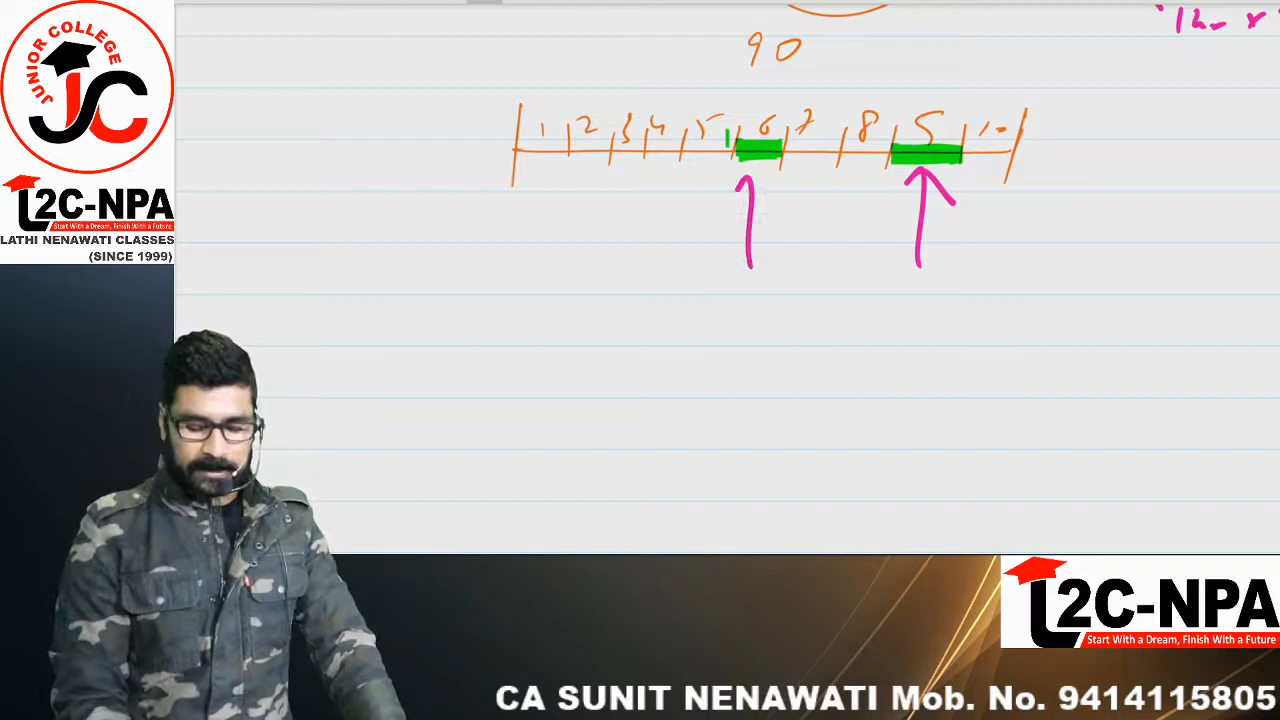 JUNIOR COLLEGE
JC
L2C-NPA
Start With a Dream, Finish With a Future
LATHI NENAWATI CLASSES
(SINCE 1999)
90
1 2 3 4 5 6 7 8 5 10
L2C-NPA
Start With a Dream, Finish With a Future
CA SUNIT NENAWATI Mob. No. 9414115805